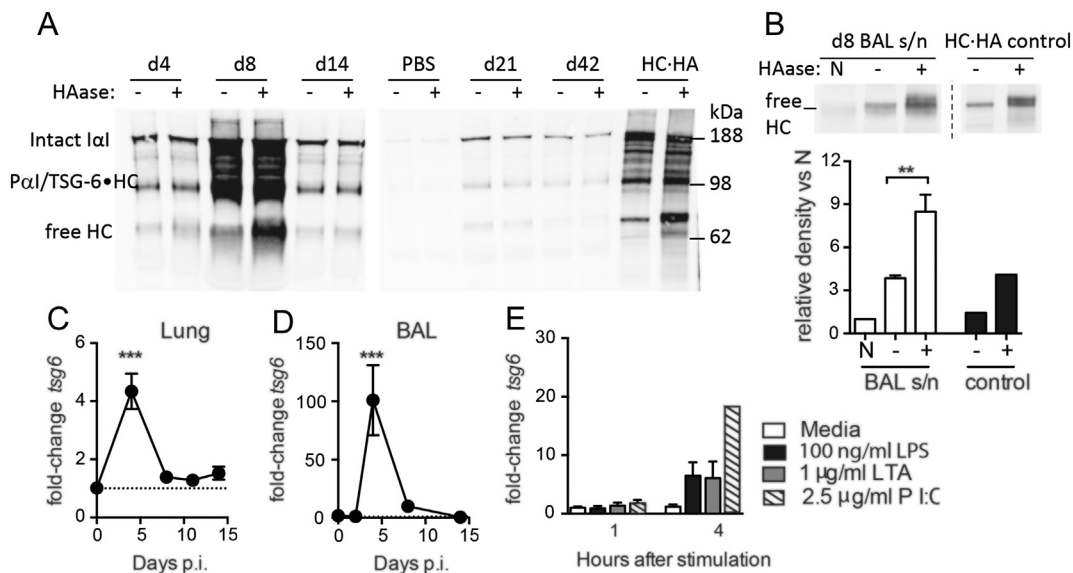 A
d4 d8 d14 PBS d21 d42 HC·HA
HAase: - + - + - + - + - + - + - +
kDa
Intact IαI
188
PαI/TSG-6•HC
98
free HC
62
B
d8 BAL s/n HC·HA control
HAase: N - + - +
free
HC
relative density vs N
12
9
6
3
0
N - + - +
BAL s/n control
C
Lung
***
fold-change tsg6
6
4
2
0
0 5 10 15
Days p.i.
D
BAL
***
fold-change tsg6
150
100
50
0
0 5 10 15
Days p.i.
E
fold-change tsg6
30
20
10
0
1 4
Hours after stimulation
Media
100 ng/ml LPS
1 µg/ml LTA
2.5 µg/ml P I:C
**